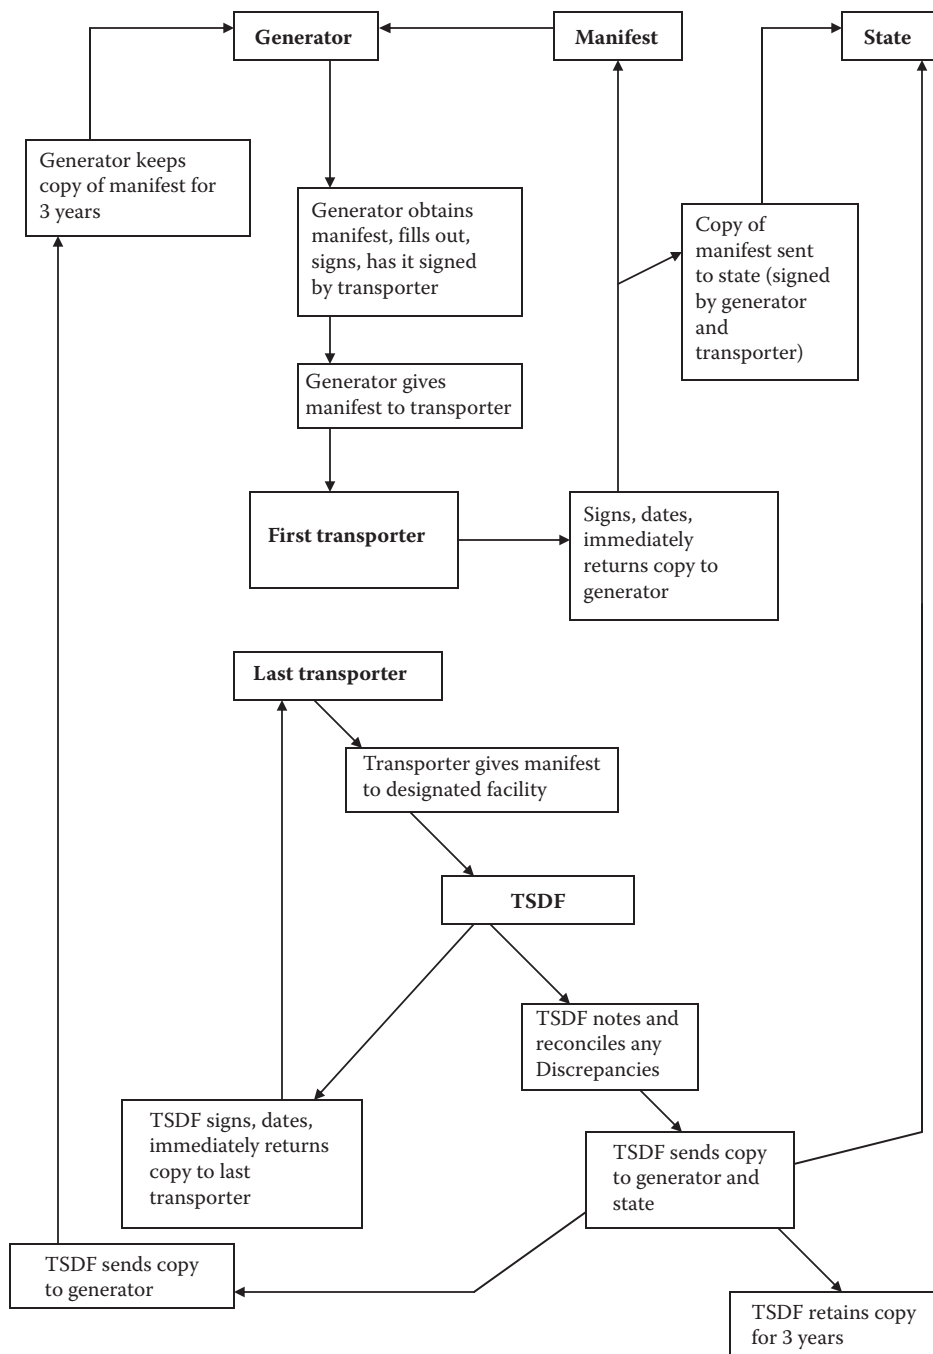 Generator
Manifest
State
Generator keeps
copy of manifest for
3 years
Generator obtains
manifest, fills out,
signs, has it signed
by transporter
Copy of
manifest sent
to state (signed
by generator
and
transporter)
Generator gives
manifest to transporter
First transporter
Signs, dates,
immediately
returns copy to
generator
Last transporter
Transporter gives manifest
to designated facility
TSDF
TSDF notes and
reconciles any
Discrepancies
TSDF signs, dates,
immediately returns
copy to last
transporter
TSDF sends copy
to generator and
state
TSDF sends copy
to generator
TSDF retains copy
for 3 years